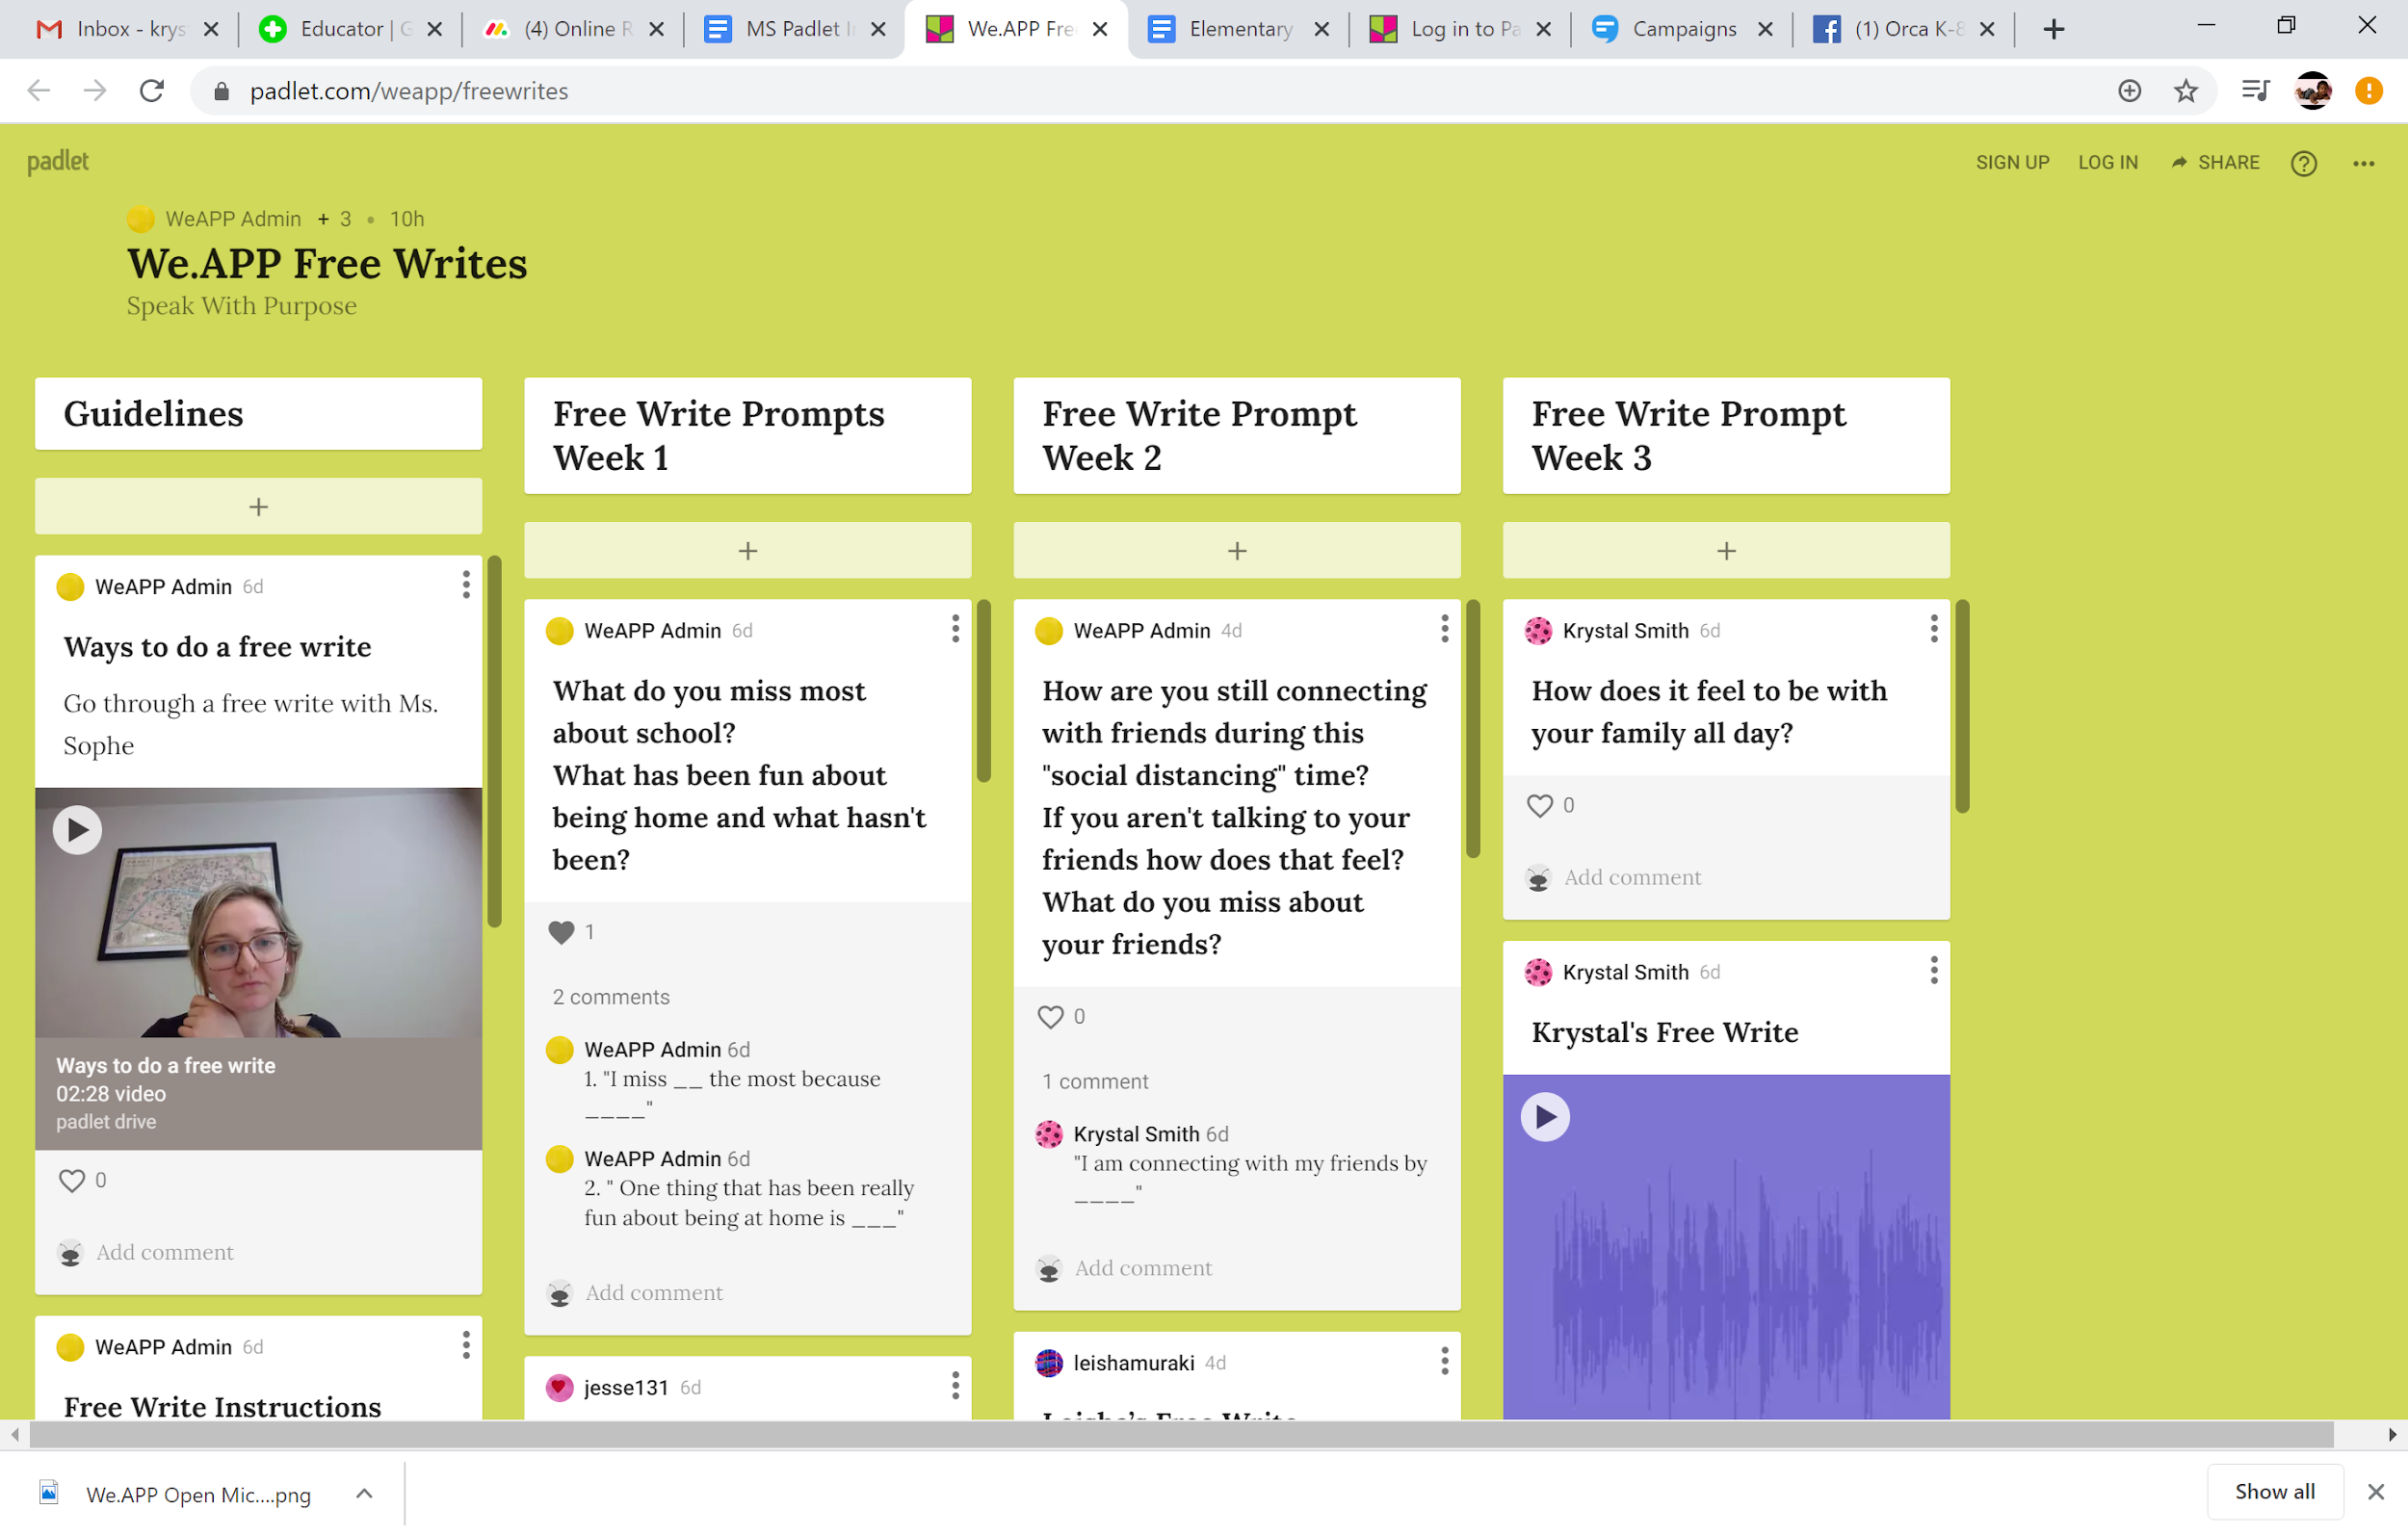 Inbox - krys
Educator | G
(4) Online R
MS Padlet I
We.APP Fre
Elementary
Log in to Pa
Campaigns
(1) Orca K-8
padlet.com/weapp/freewrites
padlet
SIGN UP LOG IN SHARE
WeAPP Admin + 3 • 10h
We.APP Free Writes
Speak With Purpose
Guidelines
WeAPP Admin 6d
Ways to do a free write
Go through a free write with Ms.
Sophe
Ways to do a free write
02:28 video
padlet drive
0
Add comment
WeAPP Admin 6d
Free Write Instructions
Free Write Prompts
Week 1
WeAPP Admin 6d
What do you miss most
about school?
What has been fun about
being home and what hasn't
been?
1
2 comments
WeAPP Admin 6d
1. "I miss __ the most because
____"
WeAPP Admin 6d
2. " One thing that has been really
fun about being at home is ___"
Add comment
jesse131 6d
Free Write Prompt
Week 2
WeAPP Admin 4d
How are you still connecting
with friends during this
"social distancing" time?
If you aren't talking to your
friends how does that feel?
What do you miss about
your friends?
0
1 comment
Krystal Smith 6d
"I am connecting with my friends by
____"
Add comment
leishamuraki 4d
Leisha's Free Write
Free Write Prompt
Week 3
Krystal Smith 6d
How does it feel to be with
your family all day?
0
Add comment
Krystal Smith 6d
Krystal's Free Write
We.APP Open Mic....png
Show all